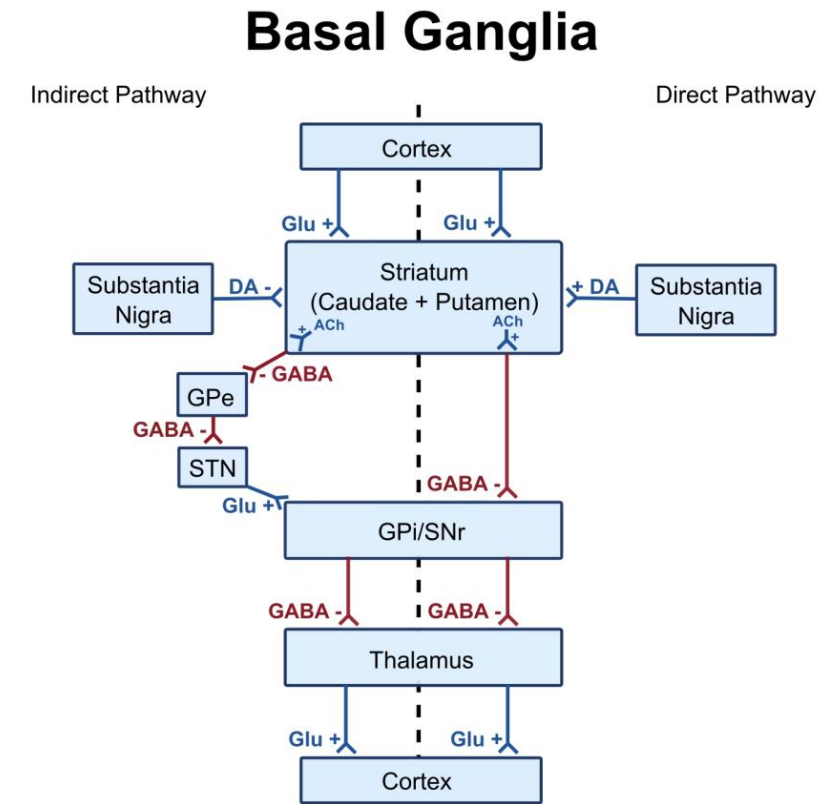 Basal Ganglia
Indirect Pathway
Direct Pathway
Cortex
Glu +
Glu +
Substantia
Nigra
DA -
Striatum
(Caudate + Putamen)
+ ACh
ACh
+
+ DA
Substantia
Nigra
- GABA
GPe
GABA -
STN
Glu +
GABA -
GPi/SNr
GABA -
GABA -
Thalamus
Glu +
Glu +
Cortex